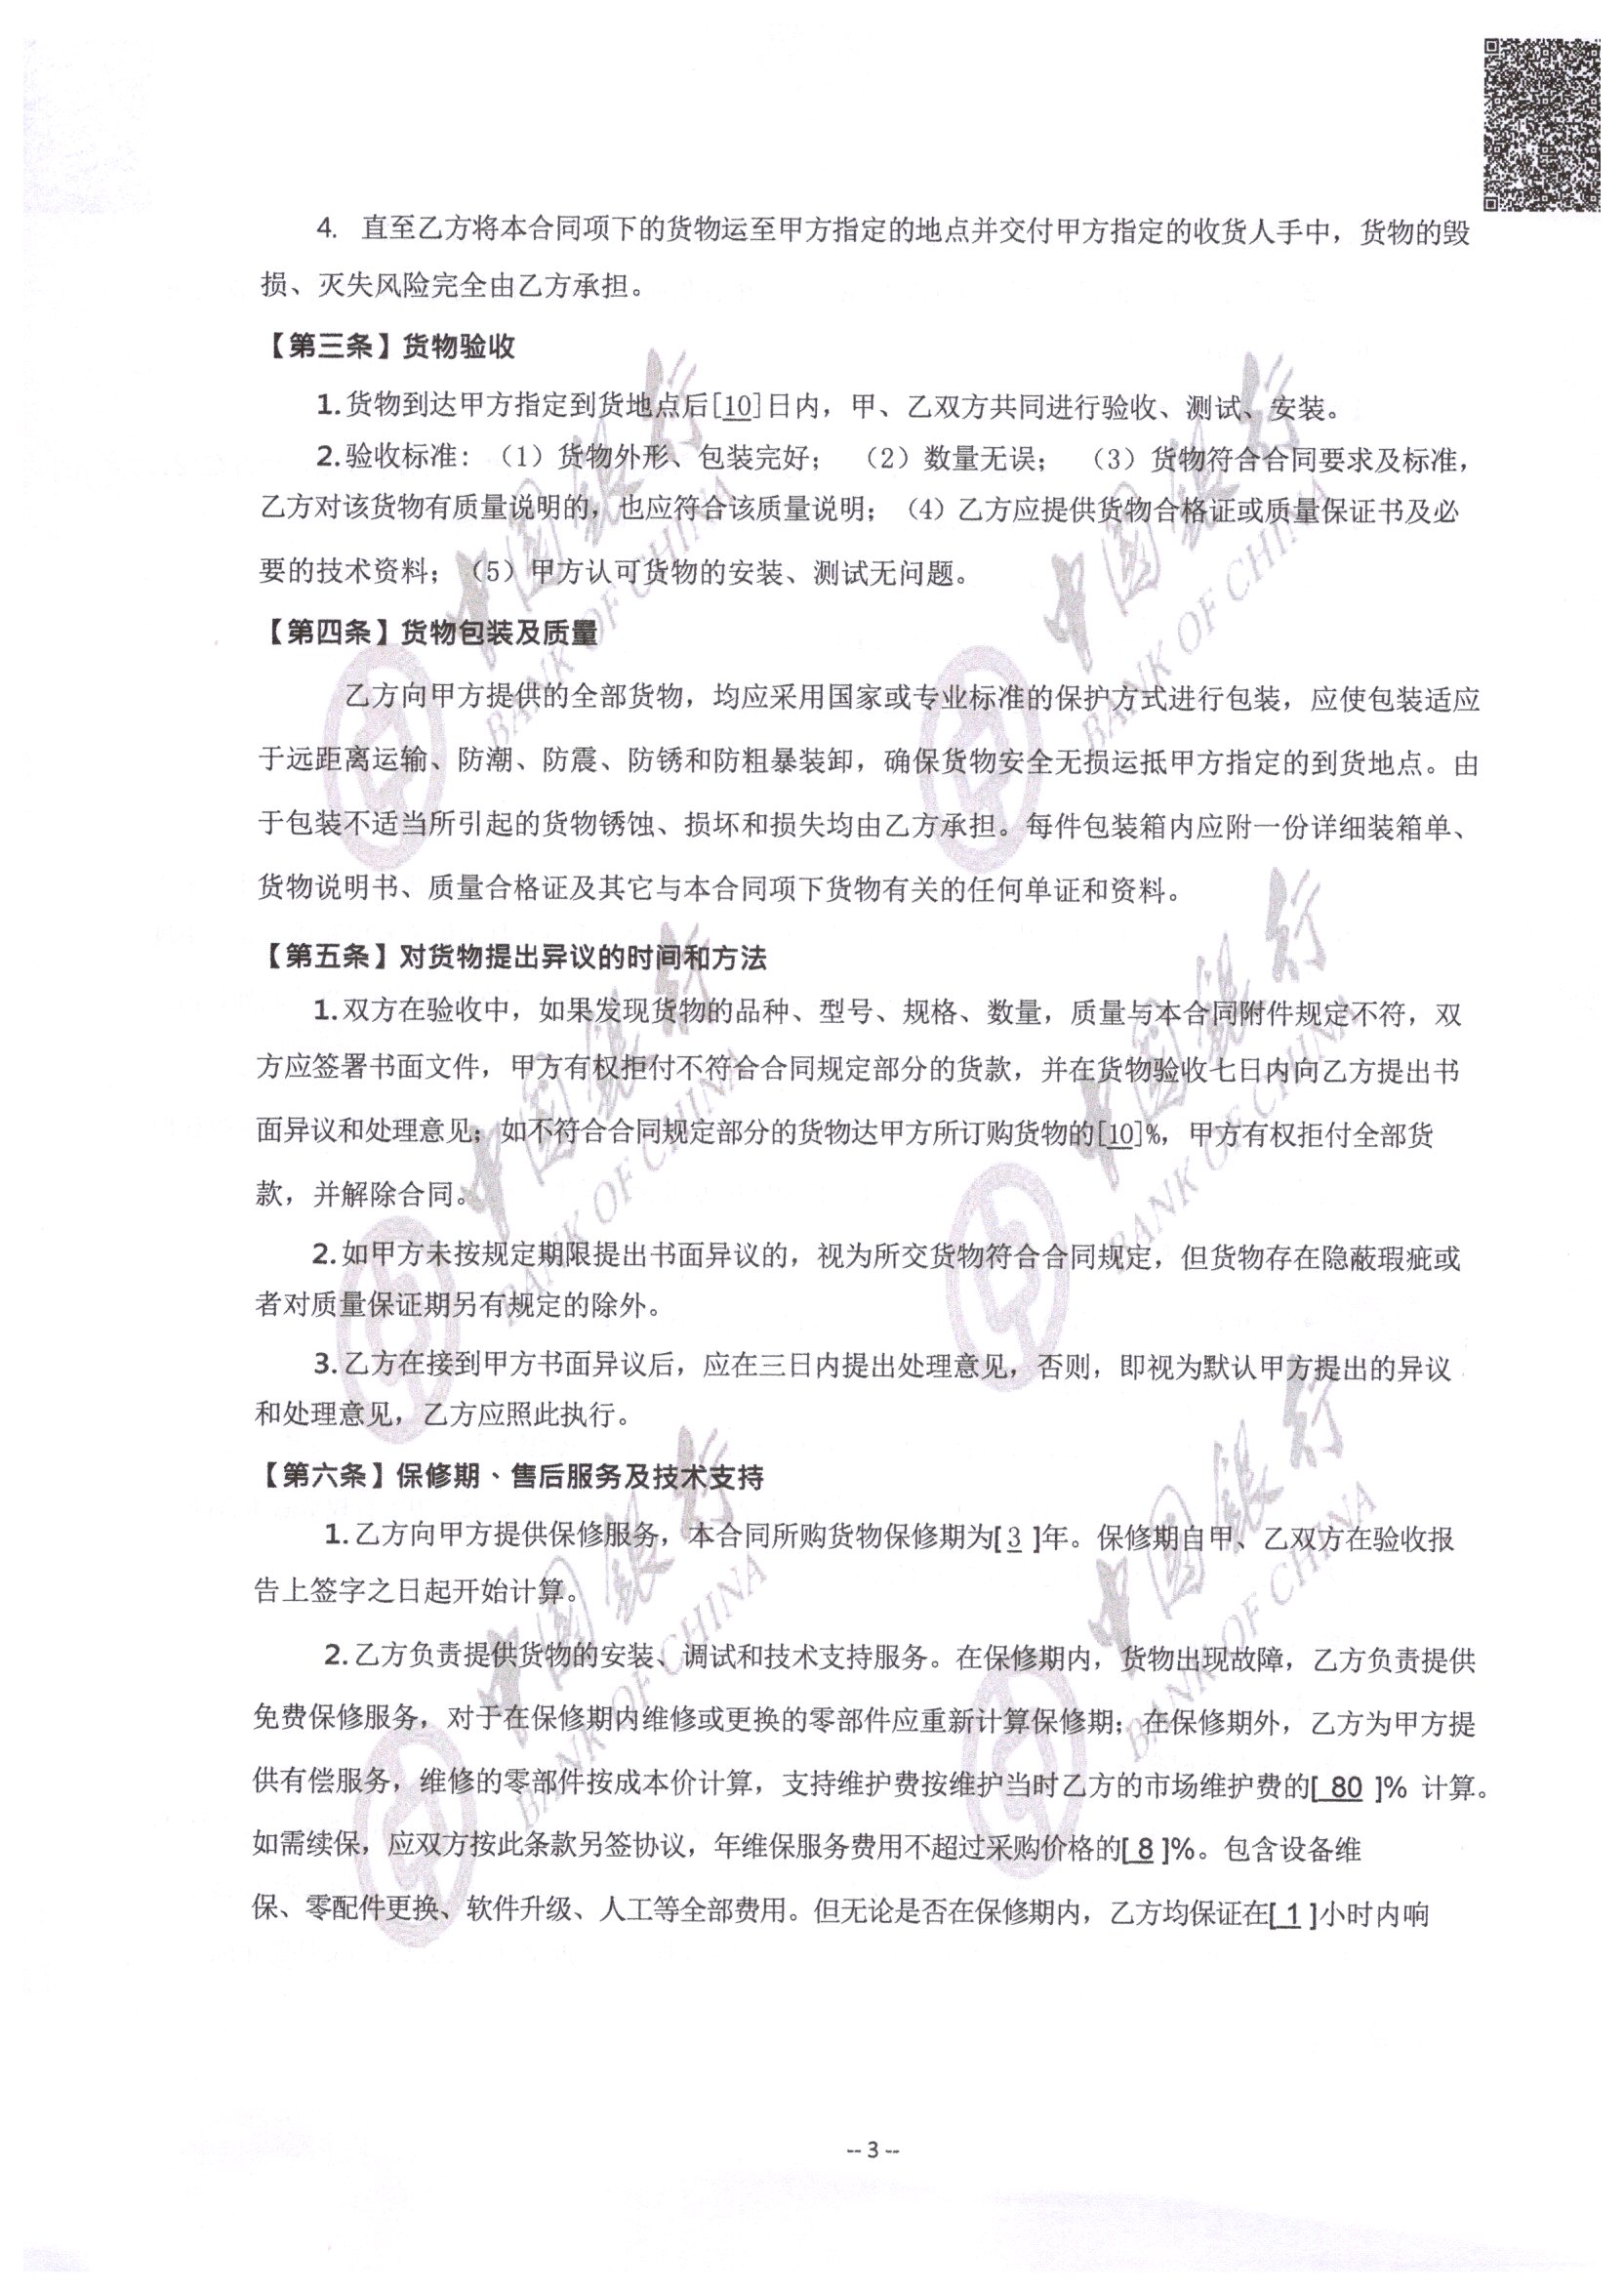 4. 直至乙方将本合同项下的货物运至甲方指定的地点并交付甲方指定的收货人手中，货物的毁
损、灭失风险完全由乙方承担。
【第三条】货物验收
1.货物到达甲方指定到货地点后[10]日内，甲、乙双方共同进行验收、测试、安装。
2.验收标准：（1）货物外形、包装完好；（2）数量无误；（3）货物符合合同要求及标准，
乙方对该货物有质量说明的，也应符合该质量说明；（4）乙方应提供货物合格证或质量保证书及必
要的技术资料；（5）甲方认可货物的安装、测试无问题。
【第四条】货物包装及质量
乙方向甲方提供的全部货物，均应采用国家或专业标准的保护方式进行包装，应使包装适应
于远距离运输、防潮、防震、防锈和防粗暴装卸，确保货物安全无损运抵甲方指定的到货地点。由
于包装不适当所引起的货物锈蚀、损坏和损失均由乙方承担。每件包装箱内应附一份详细装箱单、
货物说明书、质量合格证及其它与本合同项下货物有关的任何单证和资料。
【第五条】对货物提出异议的时间和方法
1.双方在验收中，如果发现货物的品种、型号、规格、数量，质量与本合同附件规定不符，双
方应签署书面文件，甲方有权拒付不符合合同规定部分的货款，并在货物验收七日内向乙方提出书
面异议和处理意见；如不符合合同规定部分的货物达甲方所订购货物的[10]%，甲方有权拒付全部货
款，并解除合同。
2.如甲方未按规定期限提出书面异议的，视为所交货物符合合同规定，但货物存在隐蔽瑕疵或
者对质量保证期另有规定的除外。
3.乙方在接到甲方书面异议后，应在三日内提出处理意见，否则，即视为默认甲方提出的异议
和处理意见，乙方应照此执行。
【第六条】保修期、售后服务及技术支持
1.乙方向甲方提供保修服务，本合同所购货物保修期为[ 3 ]年。保修期自甲、乙双方在验收报
告上签字之日起开始计算。
2.乙方负责提供货物的安装、调试和技术支持服务。在保修期内，货物出现故障，乙方负责提供
免费保修服务，对于在保修期内维修或更换的零部件应重新计算保修期；在保修期外，乙方为甲方提
供有偿服务，维修的零部件按成本价计算，支持维护费按维护当时乙方的市场维护费的[ 80 ]% 计算。
如需续保，应双方按此条款另签协议，年维保服务费用不超过采购价格的[ 8 ]%。包含设备维
保、零配件更换、软件升级、人工等全部费用。但无论是否在保修期内，乙方均保证在[ 1 ]小时内响
-- 3 --
中國銀行
BANK OF CHINA
中國銀行
BANK OF CHINA
中國銀行
BANK OF CHINA
中國銀行
BANK OF CHINA
中國銀行
BANK OF CHINA
中國銀行
BANK OF CHINA